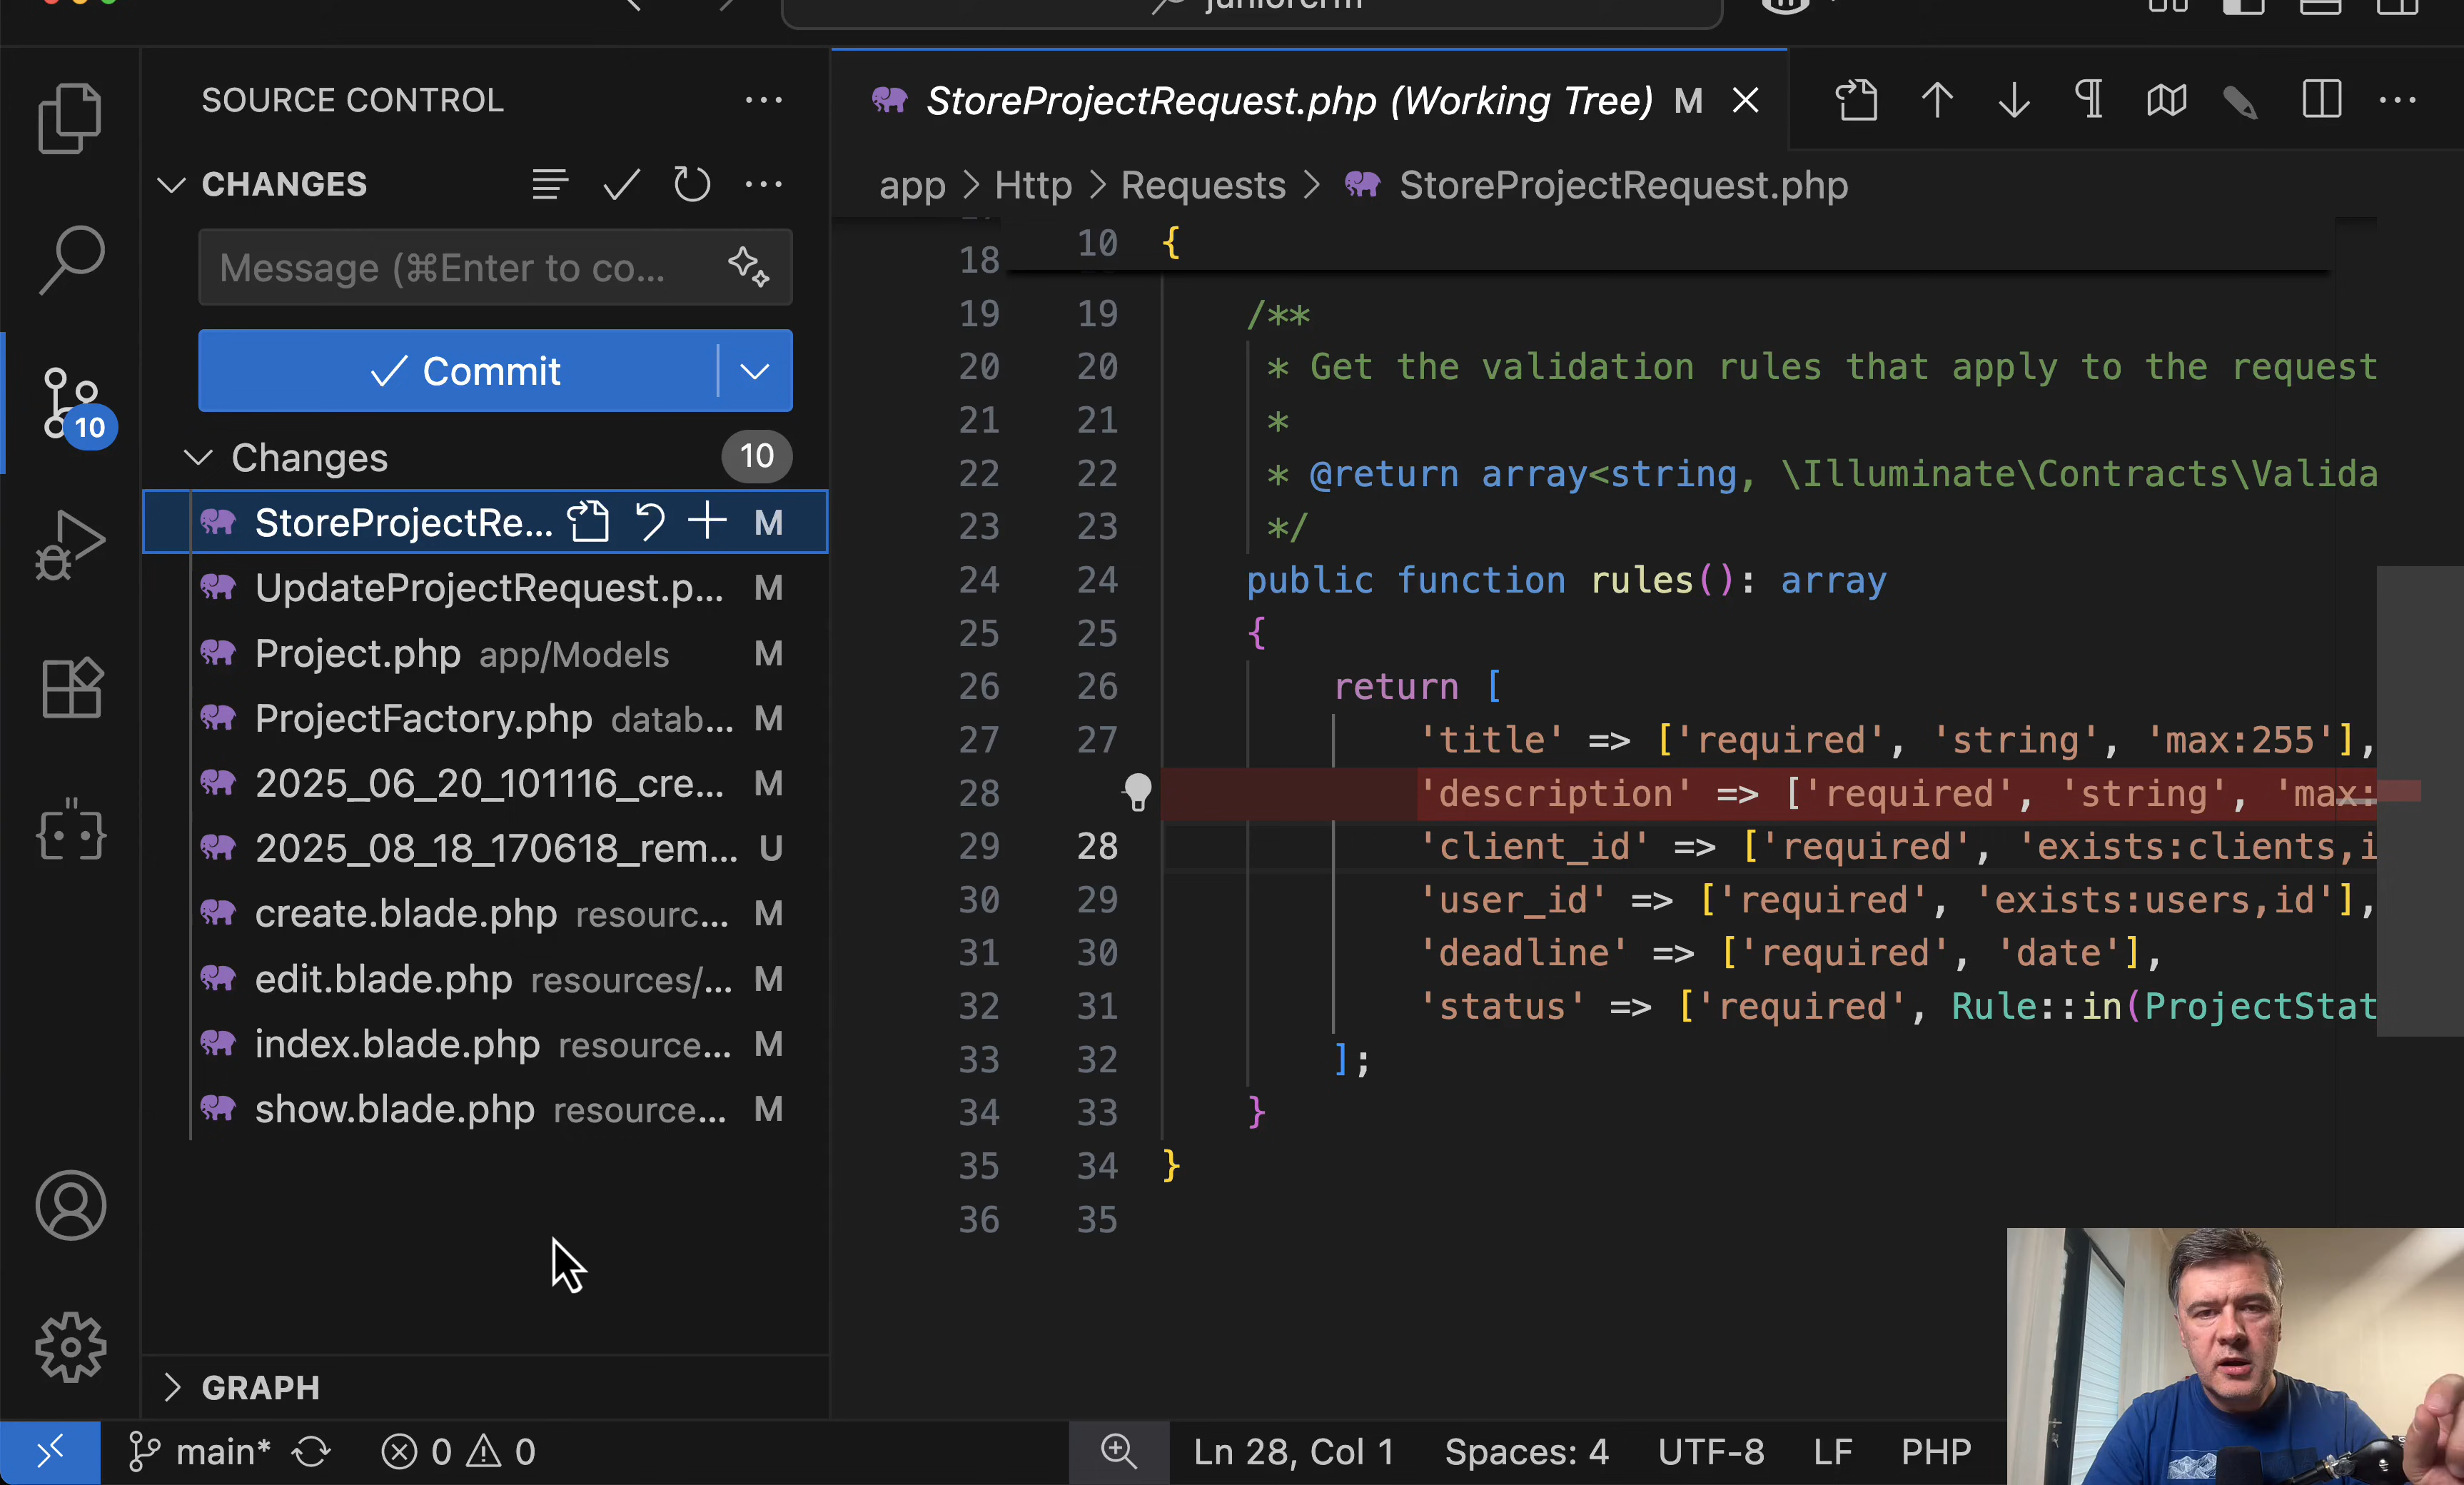 juniorcrm
SOURCE CONTROL
CHANGES
Message (⌘Enter to co...
Commit
10
Changes 10
StoreProjectRe... M
UpdateProjectRequest.p... M
Project.php app/Models M
ProjectFactory.php datab... M
2025_06_20_101116_cre... M
2025_08_18_170618_rem... U
create.blade.php resourc... M
edit.blade.php resources/... M
index.blade.php resource... M
show.blade.php resource... M
GRAPH
StoreProjectRequest.php (Working Tree) M
app > Http > Requests > StoreProjectRequest.php
18 10 {
19 19 /**
20 20 * Get the validation rules that apply to the request
21 21 *
22 22 * @return array<string, \Illuminate\Contracts\Valida
23 23 */
24 24 public function rules(): array
25 25 {
26 26 return [
27 27 'title' => ['required', 'string', 'max:255'],
28 'description' => ['required', 'string', 'max:
29 28 'client_id' => ['required', 'exists:clients,i
30 29 'user_id' => ['required', 'exists:users,id'],
31 30 'deadline' => ['required', 'date'],
32 31 'status' => ['required', Rule::in(ProjectStat
33 32 ];
34 33 }
35 34 }
36 35
main* 0 0 Ln 28, Col 1 Spaces: 4 UTF-8 LF PHP